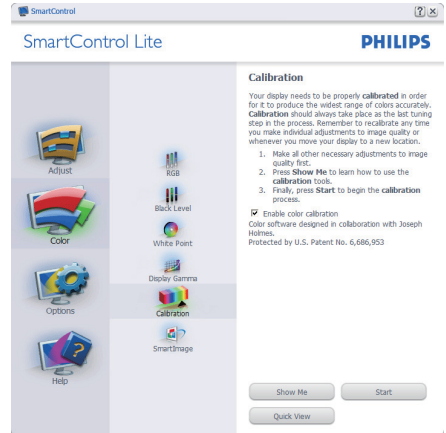 SmartControl
SmartControl Lite
PHILIPS
Adjust
Color
Options
Help
RGB
Black Level
White Point
Display Gamma
Calibration
SmartImage
Calibration
Your display needs to be properly calibrated in order
for it to produce the widest range of colors accurately.
Calibration should always take place as the last tuning
step in the process. Remember to recalibrate any time
you make individual adjustments to image quality or
whenever you move your display to a new location.
1. Make all other necessary adjustments to image
quality first.
2. Press Show Me to learn how to use the
calibration tools.
3. Finally, press Start to begin the calibration
process.
Enable color calibration
Color software designed in collaboration with Joseph
Holmes.
Protected by U.S. Patent No. 6,686,953
Show Me
Start
Quick View